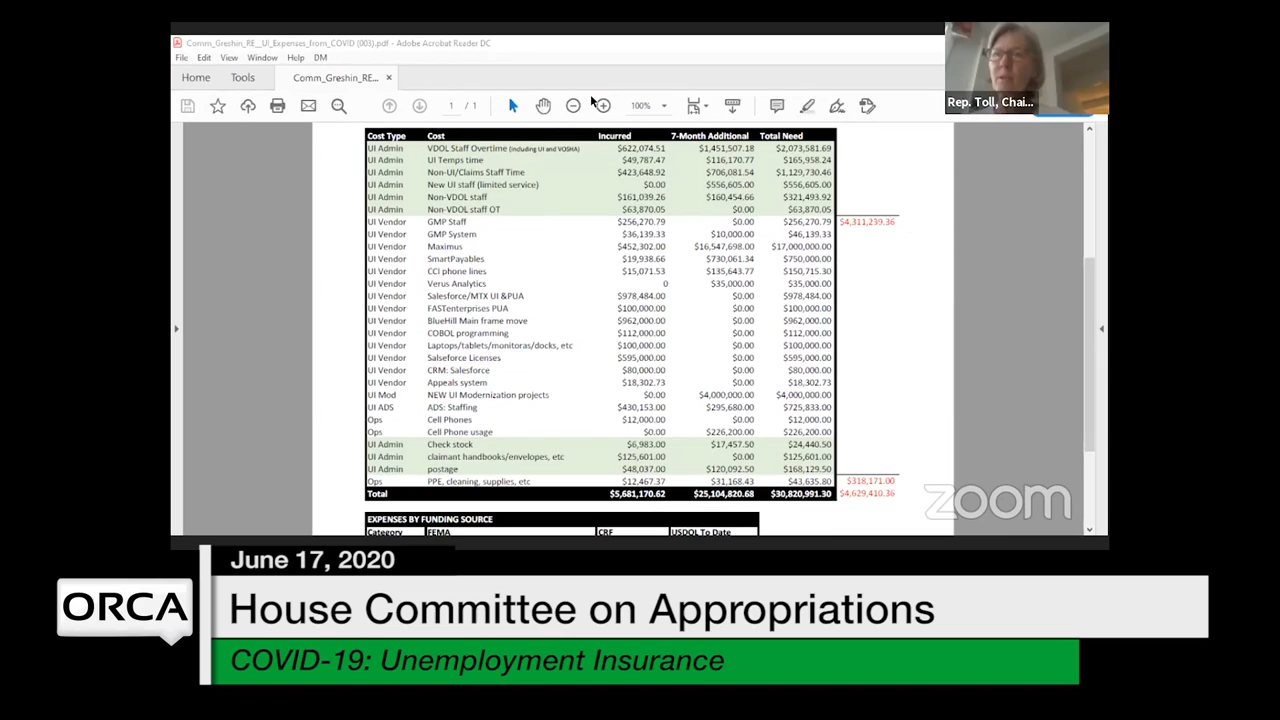 Comm_Greshin_RE__UI_Expenses_from_COVID (003).pdf - Adobe Acrobat Reader DC
File Edit View Window Help DM
Home Tools Comm_Greshin_RE... ×
1 / 1 100%
Rep. Toll, Chai...
Cost Type Cost Incurred 7-Month Additional Total Need
UI Admin VDOL Staff Overtime (including UI and VOSHA) $622,074.51 $1,451,507.18 $2,073,581.69
UI Admin UI Temps time $49,787.47 $116,170.77 $165,958.24
UI Admin Non-UI/Claims Staff Time $423,648.92 $706,081.54 $1,129,730.46
UI Admin New UI staff (limited service) $0.00 $556,605.00 $556,605.00
UI Admin Non-VDOL staff $161,039.26 $160,454.66 $321,493.92
UI Admin Non-VDOL staff OT $63,870.05 $0.00 $63,870.05
UI Vendor GMP Staff $256,270.79 $0.00 $256,270.79 $4,311,239.36
UI Vendor GMP System $36,139.33 $10,000.00 $46,139.33
UI Vendor Maximus $452,302.00 $16,547,698.00 $17,000,000.00
UI Vendor SmartPayables $19,938.66 $730,061.34 $750,000.00
UI Vendor CCI phone lines $15,071.53 $135,643.77 $150,715.30
UI Vendor Verus Analytics 0 $35,000.00 $35,000.00
UI Vendor Salesforce/MTX UI &PUA $978,484.00 $0.00 $978,484.00
UI Vendor FASTenterprises PUA $100,000.00 $0.00 $100,000.00
UI Vendor BlueHill Main frame move $962,000.00 $0.00 $962,000.00
UI Vendor COBOL programming $112,000.00 $0.00 $112,000.00
UI Vendor Laptops/tablets/monitoras/docks, etc $100,000.00 $0.00 $100,000.00
UI Vendor Salseforce Licenses $595,000.00 $0.00 $595,000.00
UI Vendor CRM: Salesforce $80,000.00 $0.00 $80,000.00
UI Vendor Appeals system $18,302.73 $0.00 $18,302.73
UI Mod NEW UI Modernization projects $0.00 $4,000,000.00 $4,000,000.00
UI ADS ADS: Staffing $430,153.00 $295,680.00 $725,833.00
Ops Cell Phones $12,000.00 $0.00 $12,000.00
Ops Cell Phone usage $0.00 $226,200.00 $226,200.00
UI Admin Check stock $6,983.00 $17,457.50 $24,440.50
UI Admin claimant handbooks/envelopes, etc $125,601.00 $0.00 $125,601.00
UI Admin postage $48,037.00 $120,092.50 $168,129.50
Ops PPE, cleaning, supplies, etc $12,467.37 $31,168.43 $43,635.80 $318,171.00
Total $5,681,170.62 $25,104,820.68 $30,820,991.30 $4,629,410.36
EXPENSES BY FUNDING SOURCE
Category FEMA CRF USDOL To Date
zoom
June 17, 2020
ORCA
House Committee on Appropriations
COVID-19: Unemployment Insurance